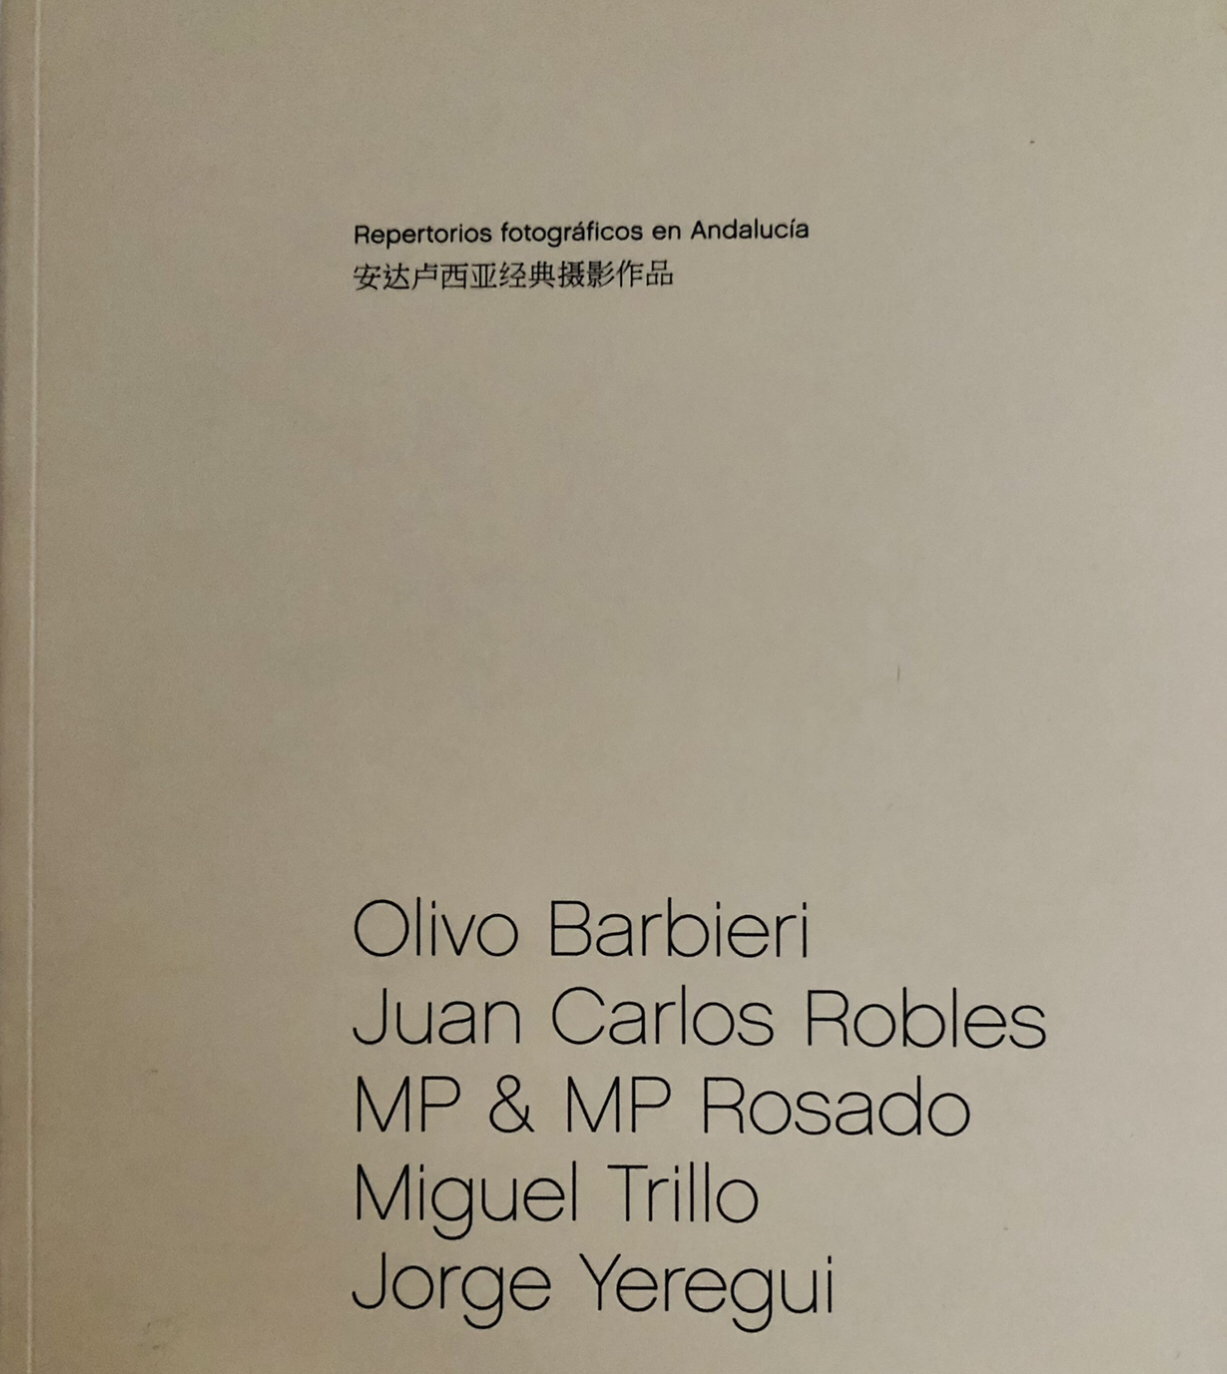 Repertorios fotográficos en Andalucía
安达卢西亚经典摄影作品
Olivo Barbieri
Juan Carlos Robles
MP & MP Rosado
Miguel Trillo
Jorge Yeregui